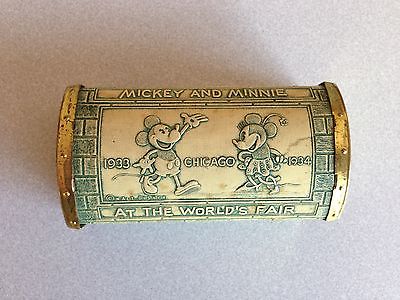 MICKEY AND MINNIE
1933 CHICAGO 1934
AT THE WORLD'S FAIR